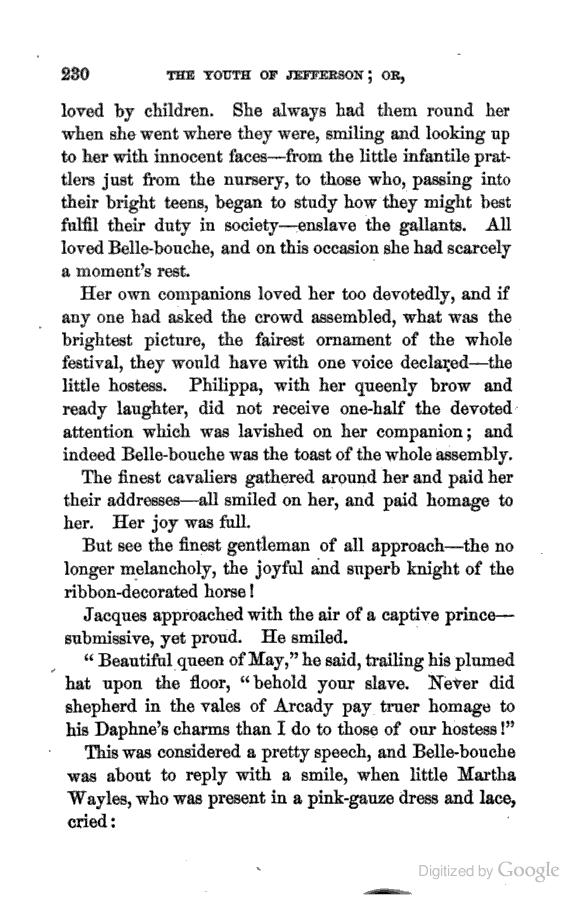 230 THE YOUTH OF JEFFERSON; OR,
loved by children. She always had them round her
when she went where they were, smiling and looking up
to her with innocent faces—from the little infantile prat-
tlers just from the nursery, to those who, passing into
their bright teens, began to study how they might best
fulfil their duty in society—enslave the gallants. All
loved Belle-bouche, and on this occasion she had scarcely
a moment's rest.
Her own companions loved her too devotedly, and if
any one had asked the crowd assembled, what was the
brightest picture, the fairest ornament of the whole
festival, they would have with one voice declared—the
little hostess. Philippa, with her queenly brow and
ready laughter, did not receive one-half the devoted
attention which was lavished on her companion; and
indeed Belle-bouche was the toast of the whole assembly.
The finest cavaliers gathered around her and paid her
their addresses—all smiled on her, and paid homage to
her. Her joy was full.
But see the finest gentleman of all approach—the no
longer melancholy, the joyful and superb knight of the
ribbon-decorated horse!
Jacques approached with the air of a captive prince—
submissive, yet proud. He smiled.
"Beautiful queen of May," he said, trailing his plumed
hat upon the floor, "behold your slave. Never did
shepherd in the vales of Arcady pay truer homage to
his Daphne's charms than I do to those of our hostess!"
This was considered a pretty speech, and Belle-bouche
was about to reply with a smile, when little Martha
Wayles, who was present in a pink-gauze dress and lace,
cried:
Digitized by Google